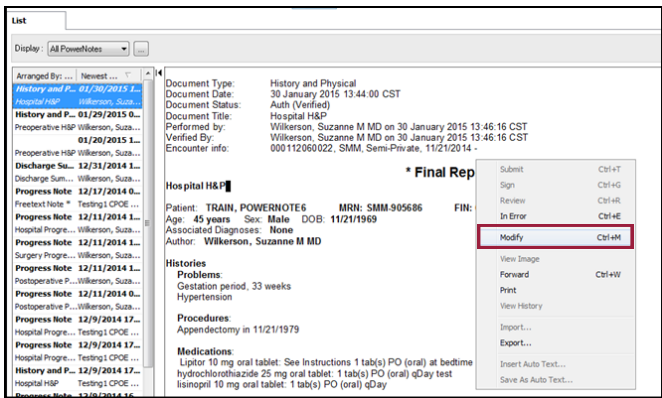 List
Display : All PowerNotes ...
Arranged By: ... Newest ...
History and P... 01/30/2015 1...
Hospital H&P Wilkerson, Suza...
History and P... 01/29/2015 0...
Preoperative H&P Wilkerson, Suza...
01/20/2015 1...
Preoperative H&P Wilkerson, Suza...
Discharge Su... 12/31/2014 1...
Discharge Sum... Wilkerson, Suza...
Progress Note 12/17/2014 0...
Freetext Note * Testing1 CPOE ...
Progress Note 12/11/2014 1...
Hospital Progre... Wilkerson, Suza...
Progress Note 12/11/2014 1...
Surgery Progre... Wilkerson, Suza...
Progress Note 12/11/2014 1...
Postoperative P... Wilkerson, Suza...
Progress Note 12/11/2014 0...
Postoperative P... Wilkerson, Suza...
Progress Note 12/9/2014 17...
Hospital Progre... Testing1 CPOE ...
Progress Note 12/9/2014 17...
Hospital Progre... Testing1 CPOE ...
History and P... 12/9/2014 17...
Hospital H&P Testing1 CPOE ...
Progress Note 12/9/2014 16...
Document Type: History and Physical
Document Date: 30 January 2015 13:44:00 CST
Document Status: Auth (Verified)
Document Title: Hospital H&P
Performed by: Wilkerson, Suzanne M MD on 30 January 2015 13:46:16 CST
Verified By: Wilkerson, Suzanne M MD on 30 January 2015 13:46:16 CST
Encounter info: 000112060022, SMM, Semi-Private, 11/21/2014 -
* Final Rep
Hospital H&P
Patient: TRAIN, POWERNOTE6 MRN: SMM-905686 FIN:
Age: 45 years Sex: Male DOB: 11/21/1969
Associated Diagnoses: None
Author: Wilkerson, Suzanne M MD
Histories
Problems:
Gestation period, 33 weeks
Hypertension
Procedures:
Appendectomy in 11/21/1979
Medications:
Lipitor 10 mg oral tablet: See Instructions 1 tab(s) PO (oral) at bedtime
hydrochlorothiazide 25 mg oral tablet: 1 tab(s) PO (oral) qDay test
lisinopril 10 mg oral tablet: 1 tab(s) PO (oral) qDay
Submit Ctrl+T
Sign Ctrl+G
Review Ctrl+R
In Error Ctrl+E
Modify Ctrl+M
View Image
Forward Ctrl+W
Print
View History
Import...
Export...
Insert Auto Text...
Save As Auto Text...